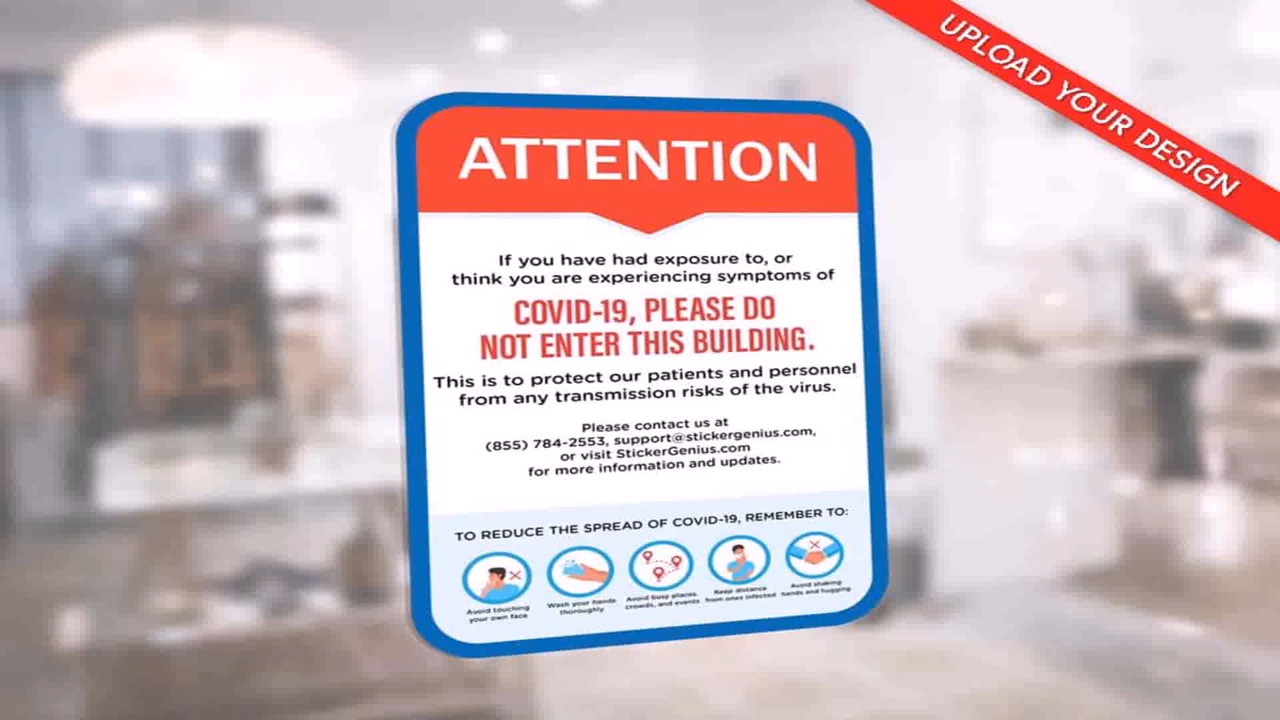 UPLOAD YOUR DESIGN
ATTENTION
If you have had exposure to, or
think you are experiencing symptoms of
COVID-19, PLEASE DO
NOT ENTER THIS BUILDING.
This is to protect our patients and personnel
from any transmission risks of the virus.
Please contact us at
(855) 784-2553, support@stickergenius.com,
or visit StickerGenius.com
for more information and updates.
TO REDUCE THE SPREAD OF COVID-19, REMEMBER TO:
Avoid touching
your own face
Wash your hands
thoroughly
Avoid busy places,
crowds, and events
Keep distance
from ones infected
Avoid shaking
hands and hugging